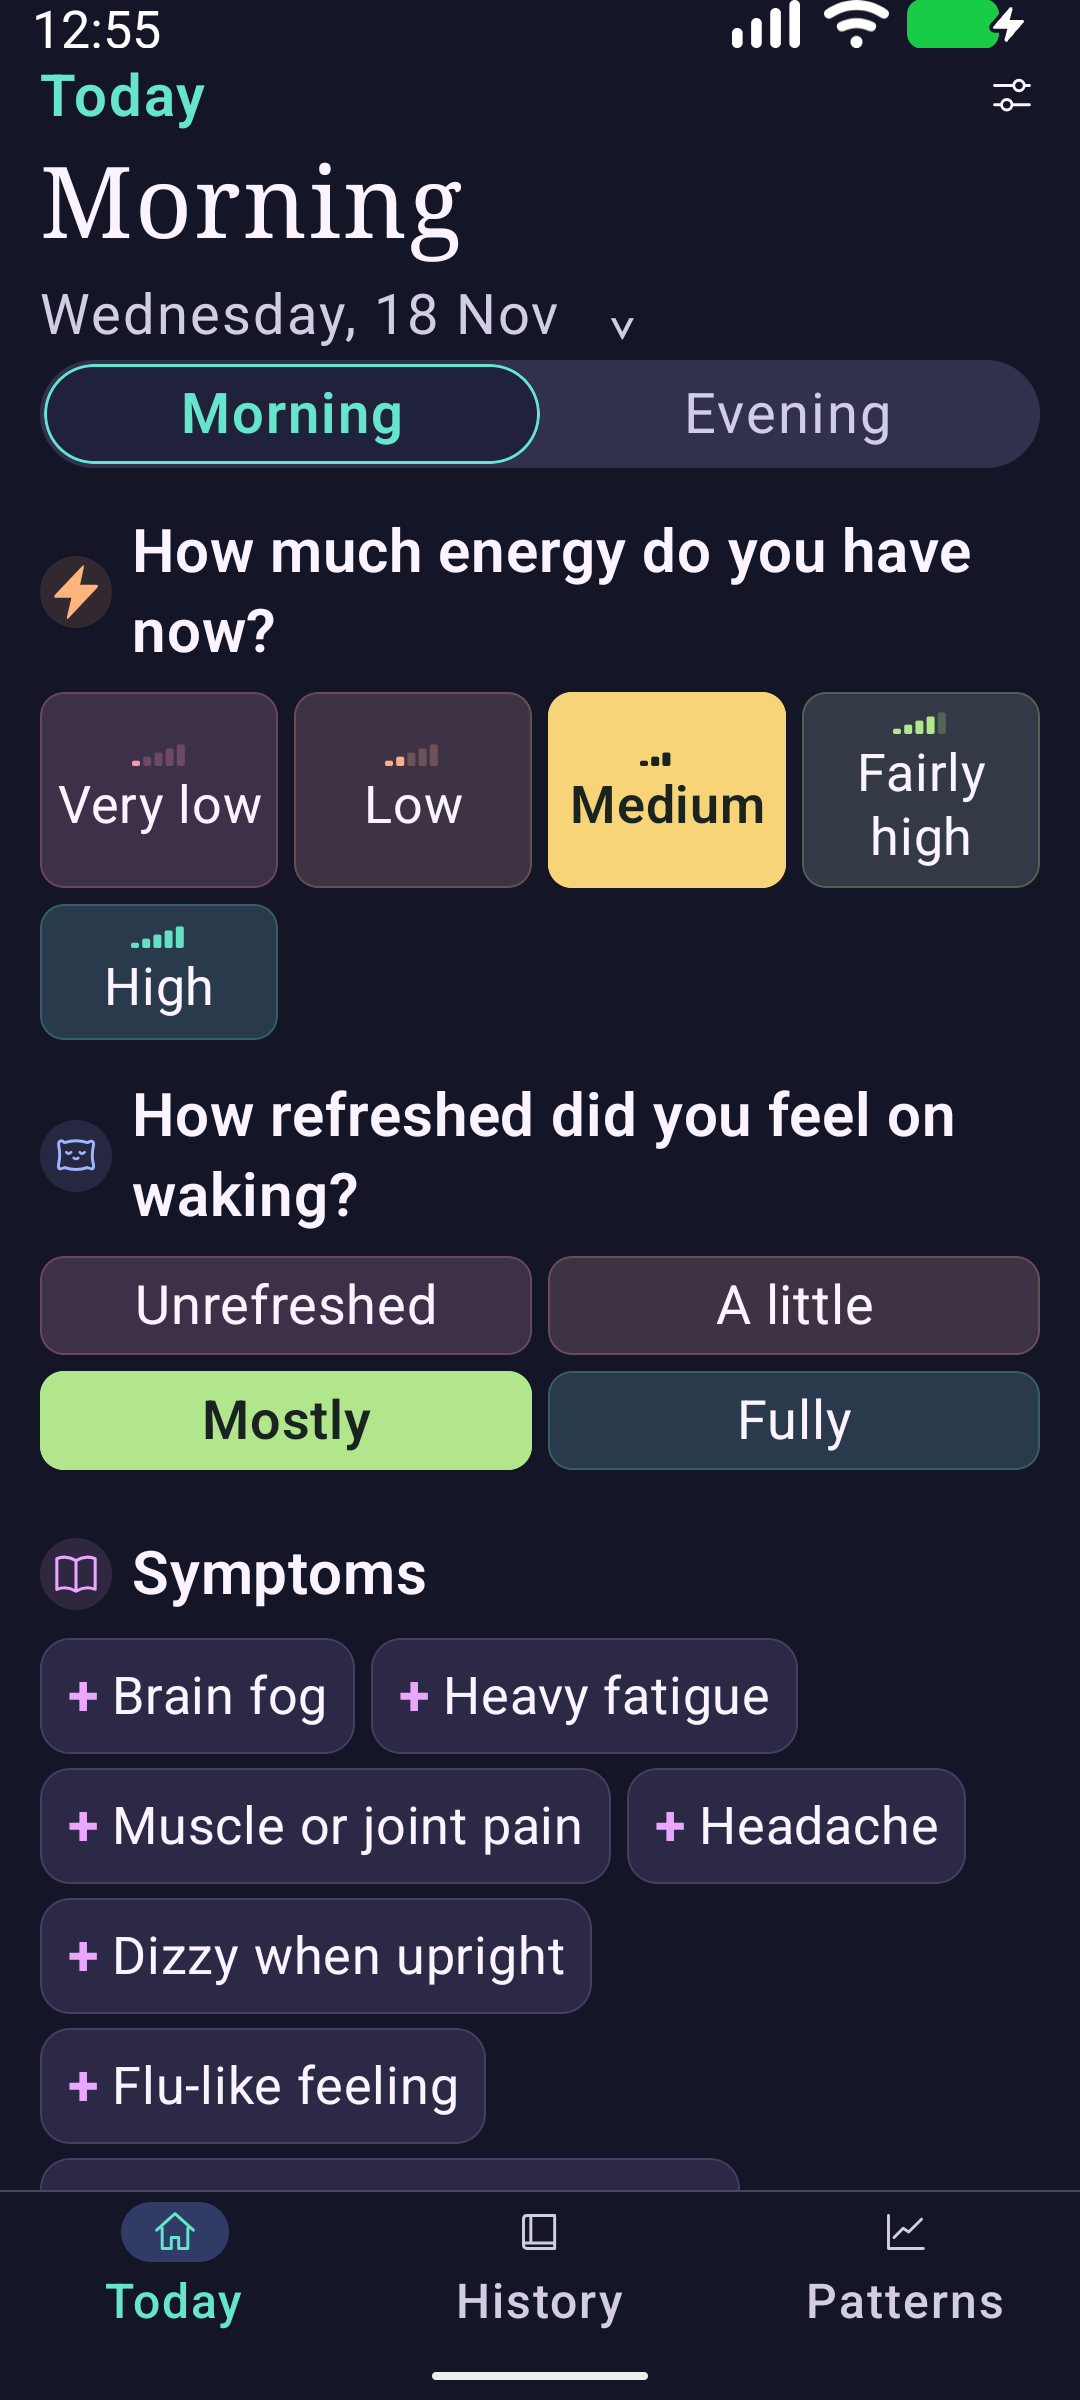 12:55
Today
Morning
Wednesday, 18 Nov
Morning
Evening
How much energy do you have
now?
Very low
Low
Medium
Fairly
high
High
How refreshed did you feel on
waking?
Unrefreshed
A little
Mostly
Fully
Symptoms
+ Brain fog
+ Heavy fatigue
+ Muscle or joint pain
+ Headache
+ Dizzy when upright
+ Flu-like feeling
Today
History
Patterns